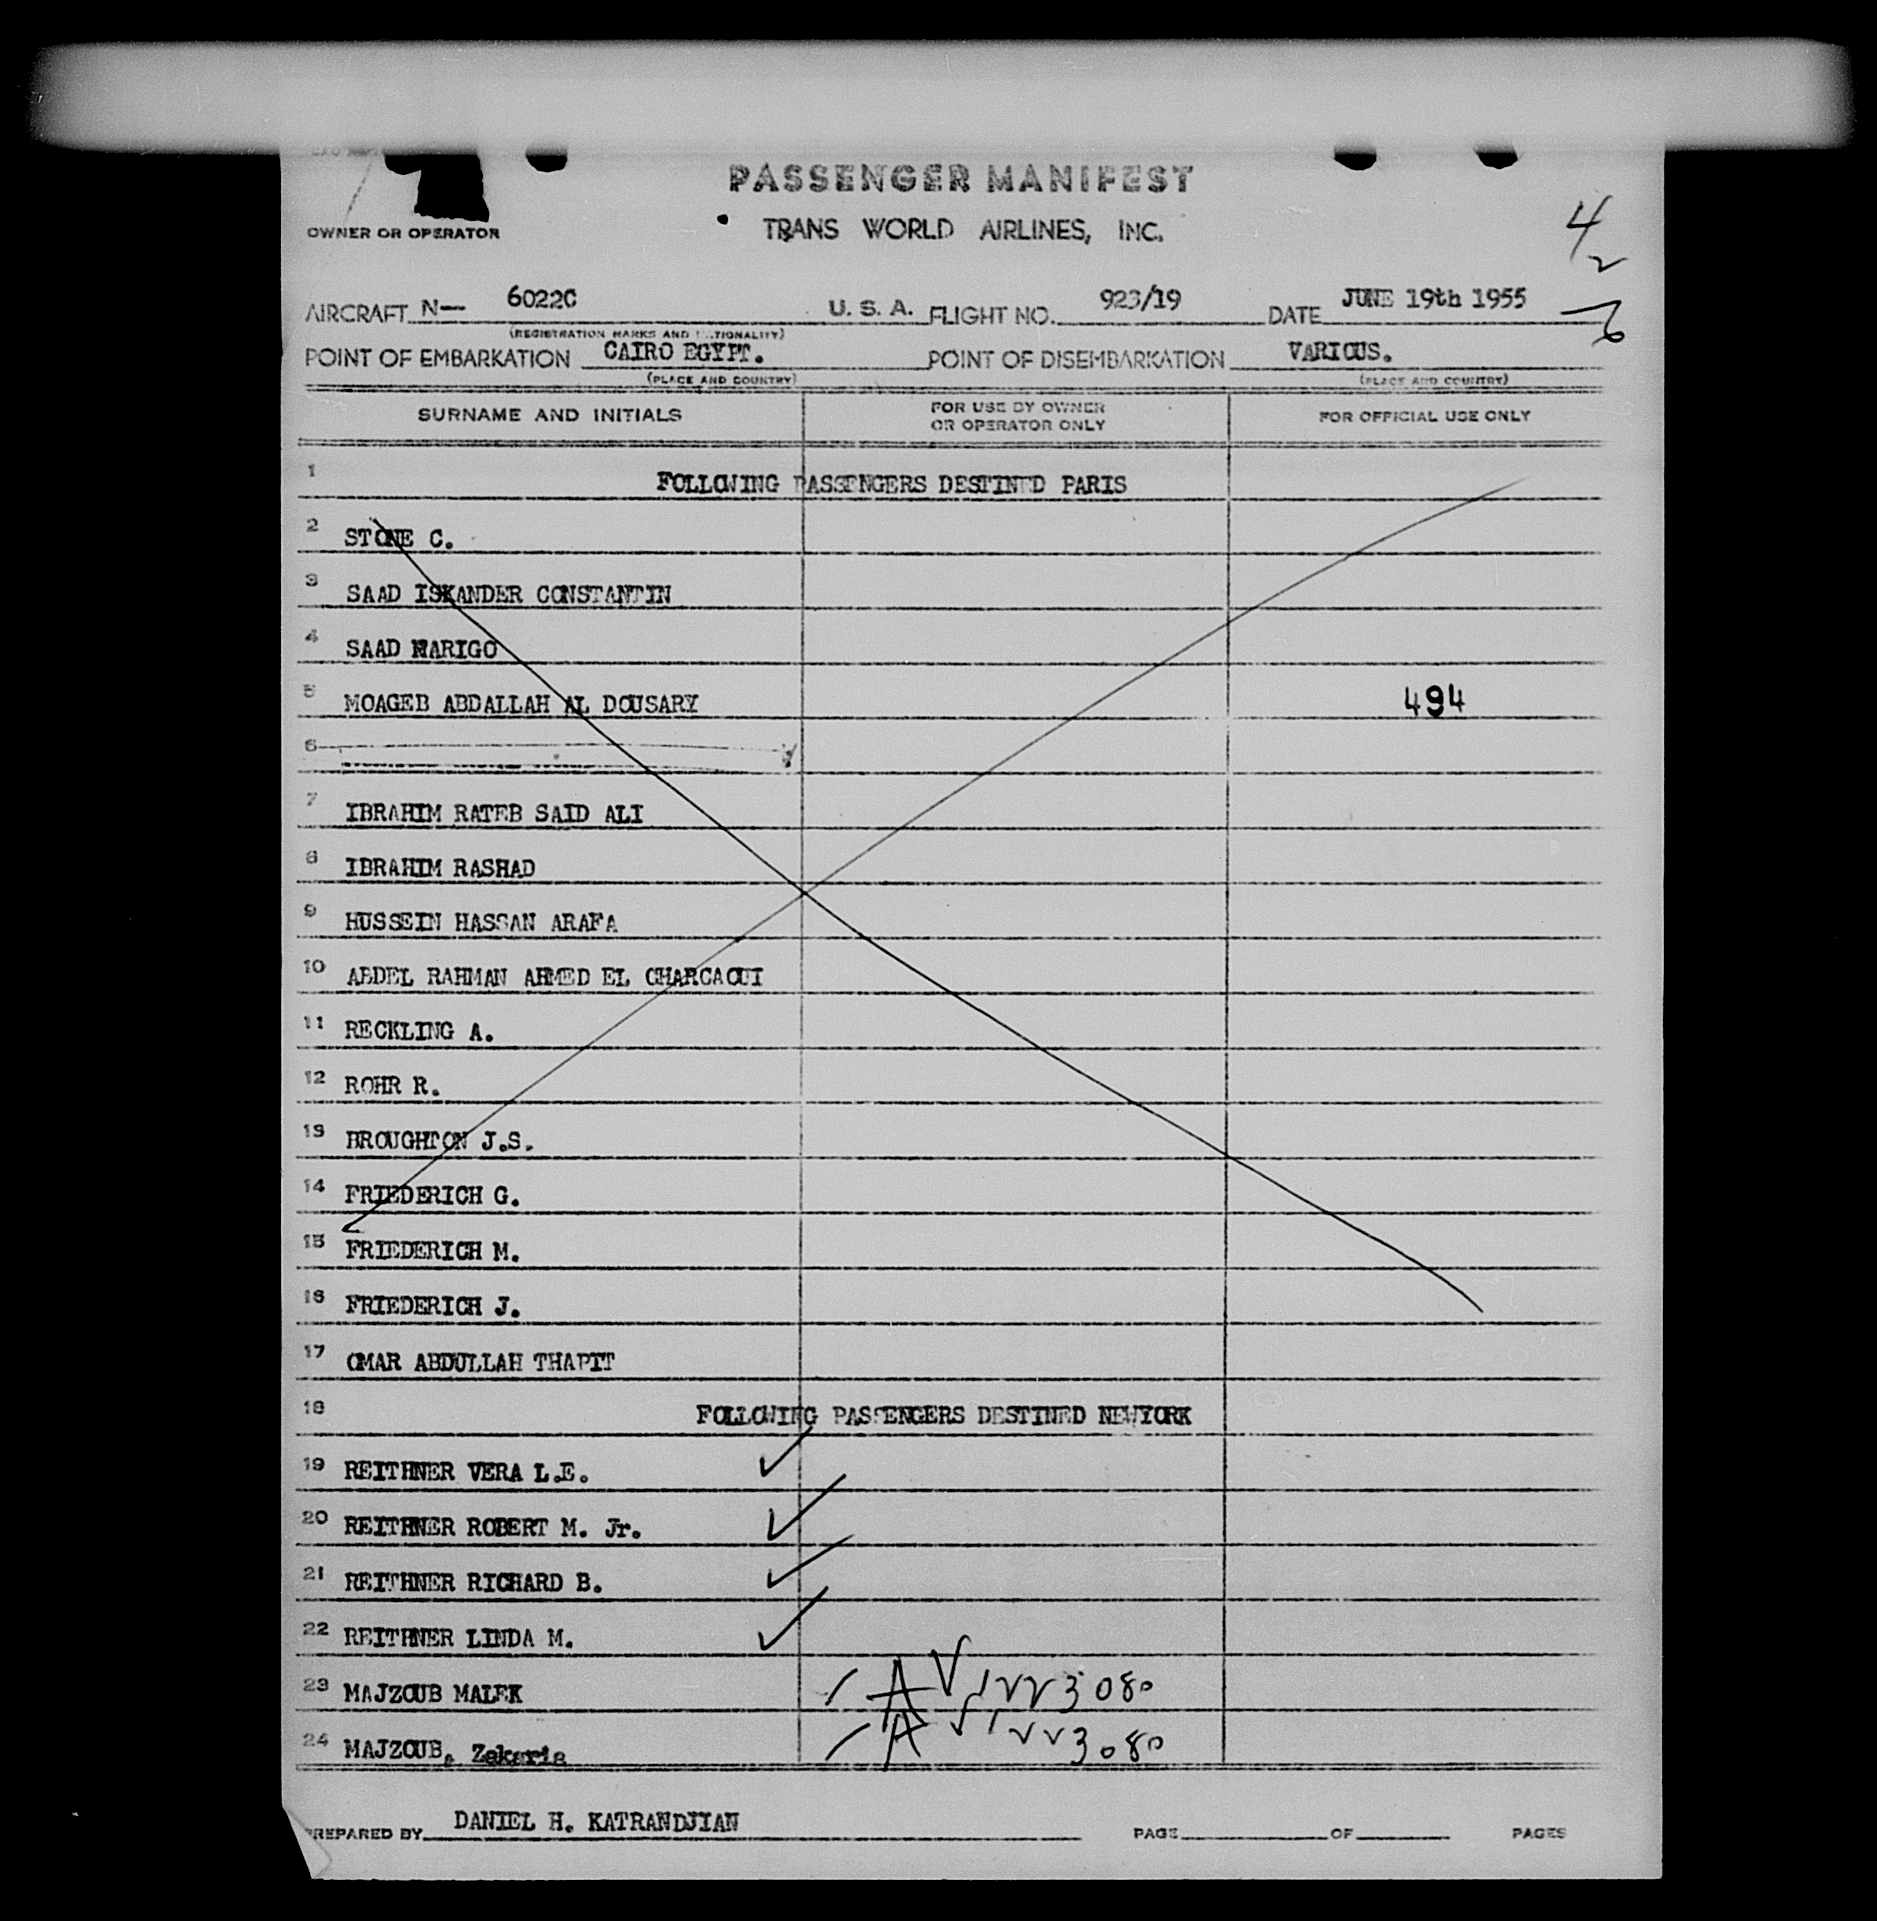 PASSENGER MANIFEST
OWNER OR OPERATOR
TRANS WORLD AIRLINES, INC.
4
2
6
AIRCRAFT N— 6022C U. S. A. FLIGHT NO. 923/19 DATE JUNE 19th 1955
(REGISTRATION MARKS AND NATIONALITY)
POINT OF EMBARKATION CAIRO EGYPT. POINT OF DISEMBARKATION VARIOUS.
(PLACE AND COUNTRY) (PLACE AND COUNTRY)
SURNAME AND INITIALS FOR USE BY OWNER OR OPERATOR ONLY FOR OFFICIAL USE ONLY
1 FOLLOWING PASSENGERS DESTINED PARIS
2 STONE C.
3 SAAD ISKANDER CONSTANTIN
4 SAAD MARIGO
5 MOAGEB ABDALLAH AL DOUSARY 494
6
7 IBRAHIM RATEB SAID ALI
8 IBRAHIM RASHAD
9 HUSSEIN HASSAN ARAFA
10 ABDEL RAHMAN AHMED EL CHARCAOUI
11 RECKLING A.
12 ROHR R.
13 BROUGHTON J.S.
14 FRIEDERICH G.
15 FRIEDERICH M.
16 FRIEDERICH J.
17 OMAR ABDULLAH
18 FOLLOWING PASSENGERS DESTINED NEWYORK
19 REITHNER VERA L.E. ✓
20 REITHNER ROBERT M. Jr. ✓
21 REITHNER RICHARD B. ✓
22 REITHNER LINDA M. ✓
23 MAJZOUB MALEK A 3080
24 MAJZOUB, Zekaria A 3080
PREPARED BY DANIEL H. KATRANDJIAN PAGE OF PAGES